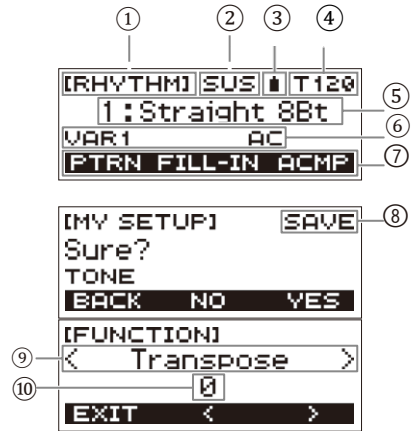 ① ② ③ ④
[RHYTHM] SUS T120
1:Straight 8Bt ⑤
VAR1 AC ⑥
PTRN FILL-IN ACMP ⑦
[MY SETUP] SAVE ⑧
Sure?
TONE
BACK NO YES
[FUNCTION]
⑨ < Transpose >
⑩ 0
EXIT < >